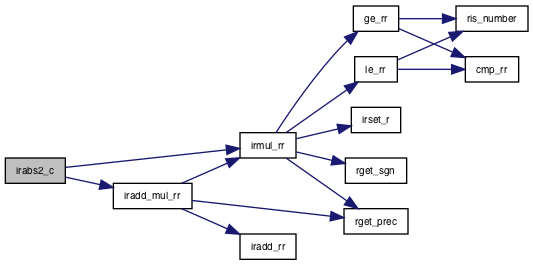 ge_rr
ris_number
le_rr
cmp_rr
irset_r
irmul_rr
irabs2_c
rget_sgn
iradd_mul_rr
rget_prec
iradd_rr